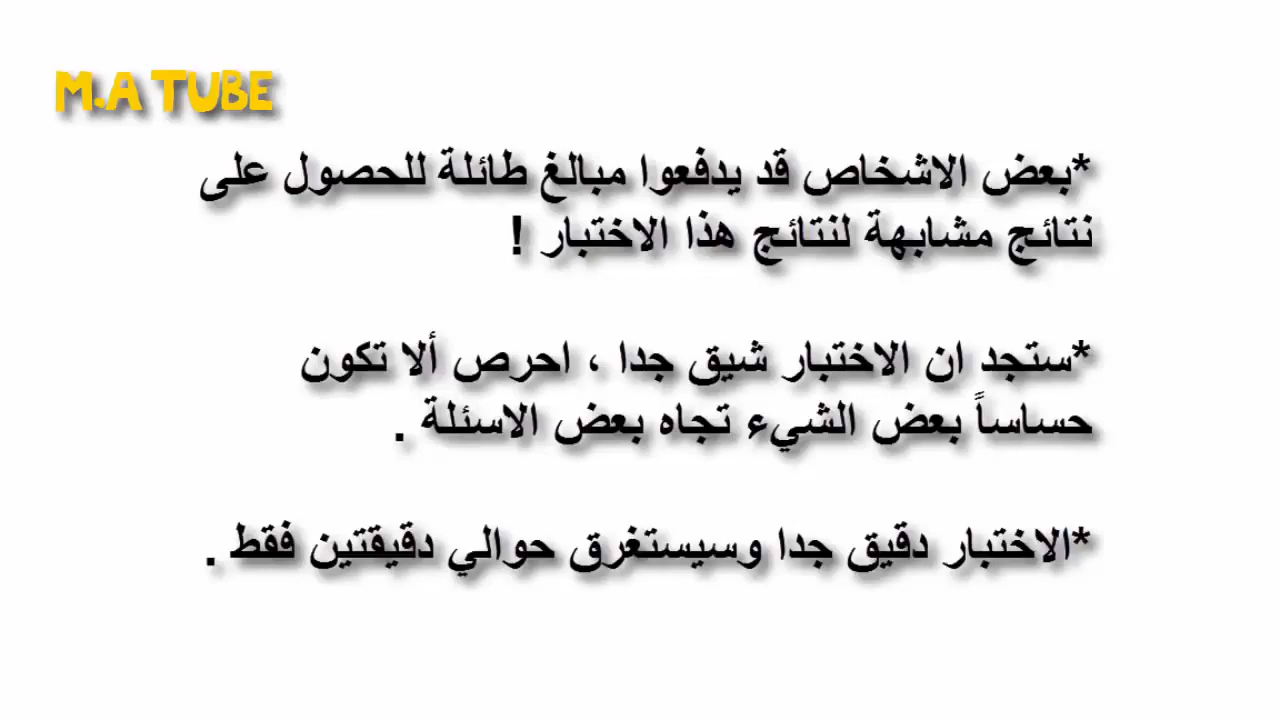 M.A TUBE
*بعض الاشخاص قد يدفعوا مبالغ طائلة للحصول على
نتائج مشابهة لنتائج هذا الاختبار !
*ستجد ان الاختبار شيق جدا ، احرص ألا تكون
حساساً بعض الشيء تجاه بعض الاسئلة .
*الاختبار دقيق جدا وسيستغرق حوالي دقيقتين فقط .